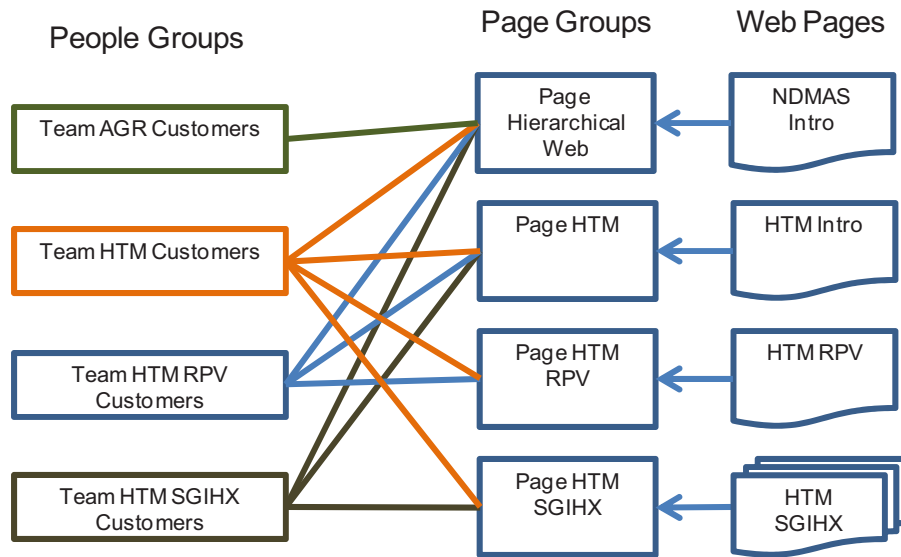 People Groups
Page Groups
Web Pages
Team AGR Customers
Page
Hierarchical
Web
NDMAS
Intro
Team HTM Customers
Page HTM
HTM Intro
Team HTM RPV
Customers
Page HTM
RPV
HTM RPV
Team HTM SGIHX
Customers
Page HTM
SGIHX
HTM
SGIHX